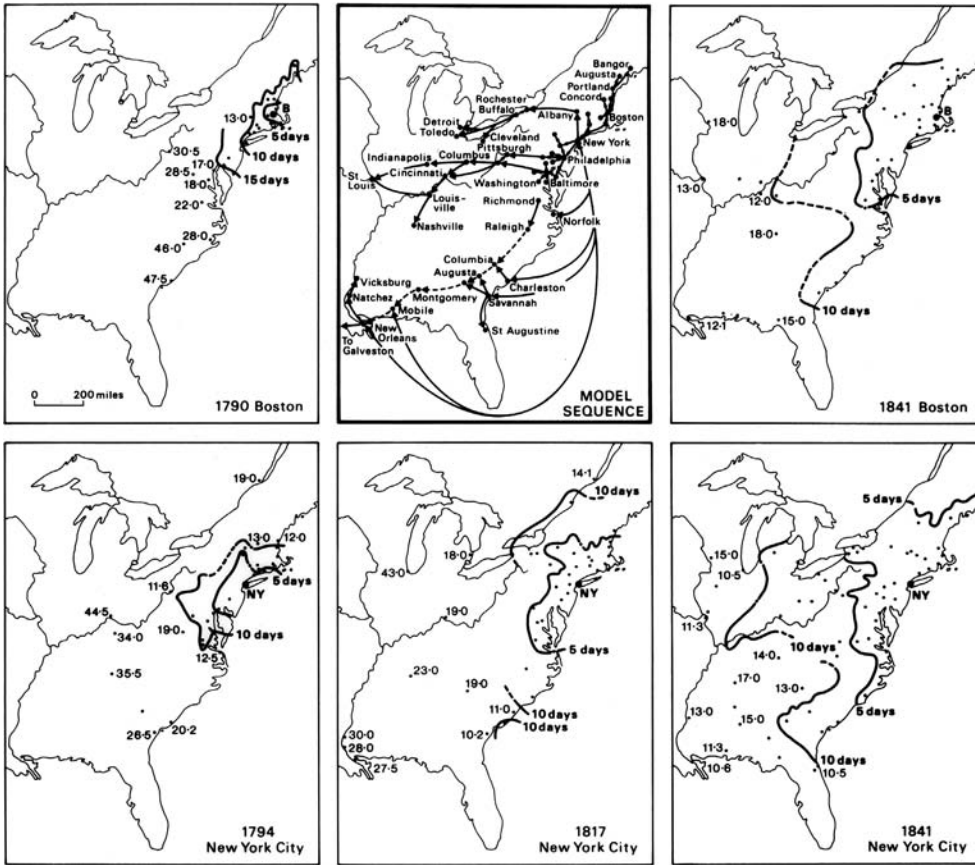 B
13·0
5 days
10 days
30·5
17·0
28·5
15 days
18·0
22·0
28·0
46·0
47·5
0 200 miles
1790 Boston
Bangor
Augusta
Portland
Concord
Rochester
Buffalo
Albany
Boston
Detroit
Toledo
New York
Cleveland
Pittsburgh
Indianapolis
Columbus
Philadelphia
St
Louis
Cincinnati
Washington
Baltimore
Louis-
ville
Richmond
Norfolk
Nashville
Raleigh
Columbia
Augusta
Vicksburg
Charleston
Natchez
Montgomery
Savannah
Mobile
St Augustine
To
Galveston
New
Orleans
MODEL
SEQUENCE
18·0
B
13·0
12·0
5 days
18·0
10 days
12·1
15·0
1841 Boston
19·0
13·0
12·0
5 days
11·6
NY
44·5
34·0
19·0
10 days
12·5
35·5
26·5
20·2
1794
New York City
14·1
10 days
18·0
43·0
NY
19·0
5 days
23·0
19·0
10 days
11·0
10 days
10·2
30·0
28·0
27·5
1817
New York City
5 days
15·0
10·5
NY
11·3
10 days
14·0
17·0
13·0
5 days
13·0
15·0
11·3
10·6
10 days
10·5
1841
New York City